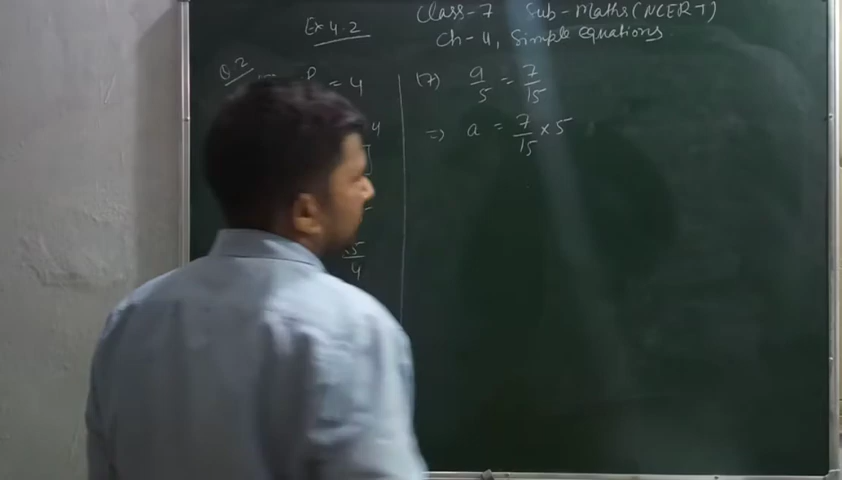 Class-7 Sub-Maths (NCERT)
Ch-4, Simple equations.
Ex 4.2
Q.2
P
= 4
4
5
4
(7) a/5 = 7/15
⇒ a = 7/15 × 5